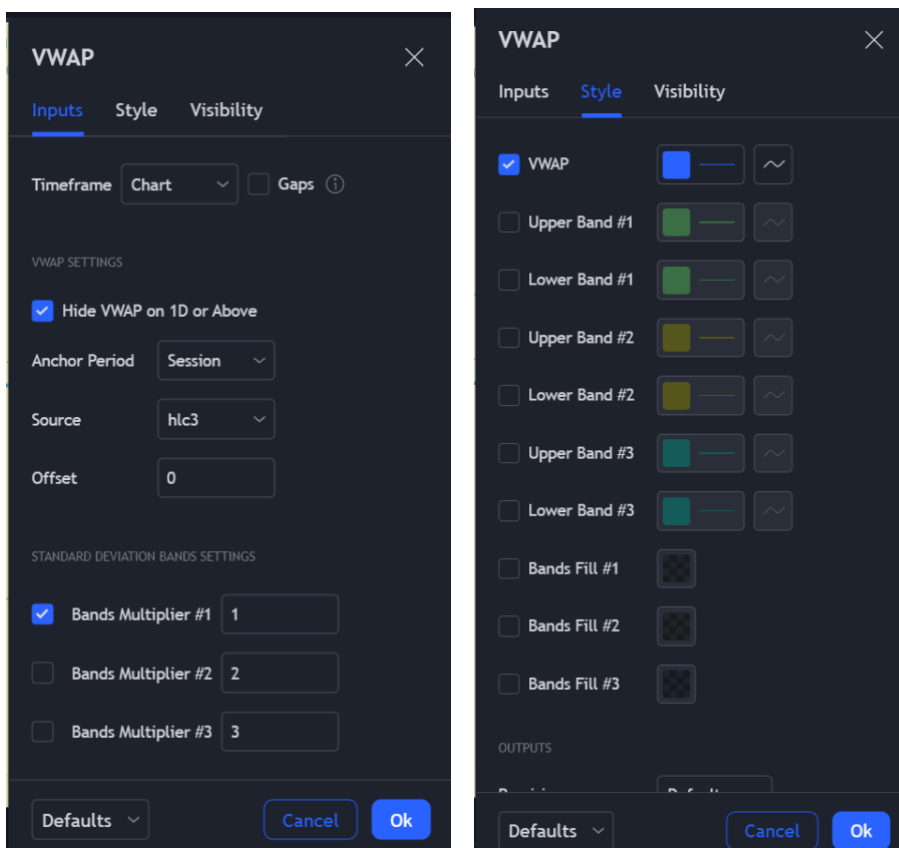 VWAP
Inputs Style Visibility
Timeframe Chart Gaps
VWAP SETTINGS
Hide VWAP on 1D or Above
Anchor Period Session
Source hlc3
Offset 0
STANDARD DEVIATION BANDS SETTINGS
Bands Multiplier #1 1
Bands Multiplier #2 2
Bands Multiplier #3 3
Defaults Cancel Ok
VWAP
Inputs Style Visibility
VWAP
Upper Band #1
Lower Band #1
Upper Band #2
Lower Band #2
Upper Band #3
Lower Band #3
Bands Fill #1
Bands Fill #2
Bands Fill #3
OUTPUTS
Defaults Cancel Ok